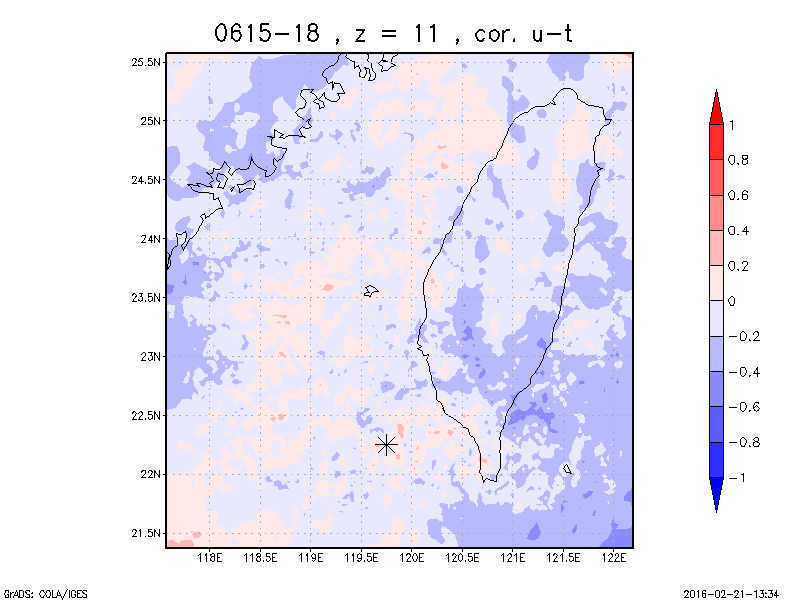 0615-18 , z = 11 , cor. u-t
25.5N
25N
24.5N
24N
23.5N
23N
22.5N
22N
21.5N
118E 118.5E 119E 119.5E 120E 120.5E 121E 121.5E 122E
1
0.8
0.6
0.4
0.2
0
-0.2
-0.4
-0.6
-0.8
-1
GrADS: COLA/IGES
2016-02-21-13:34